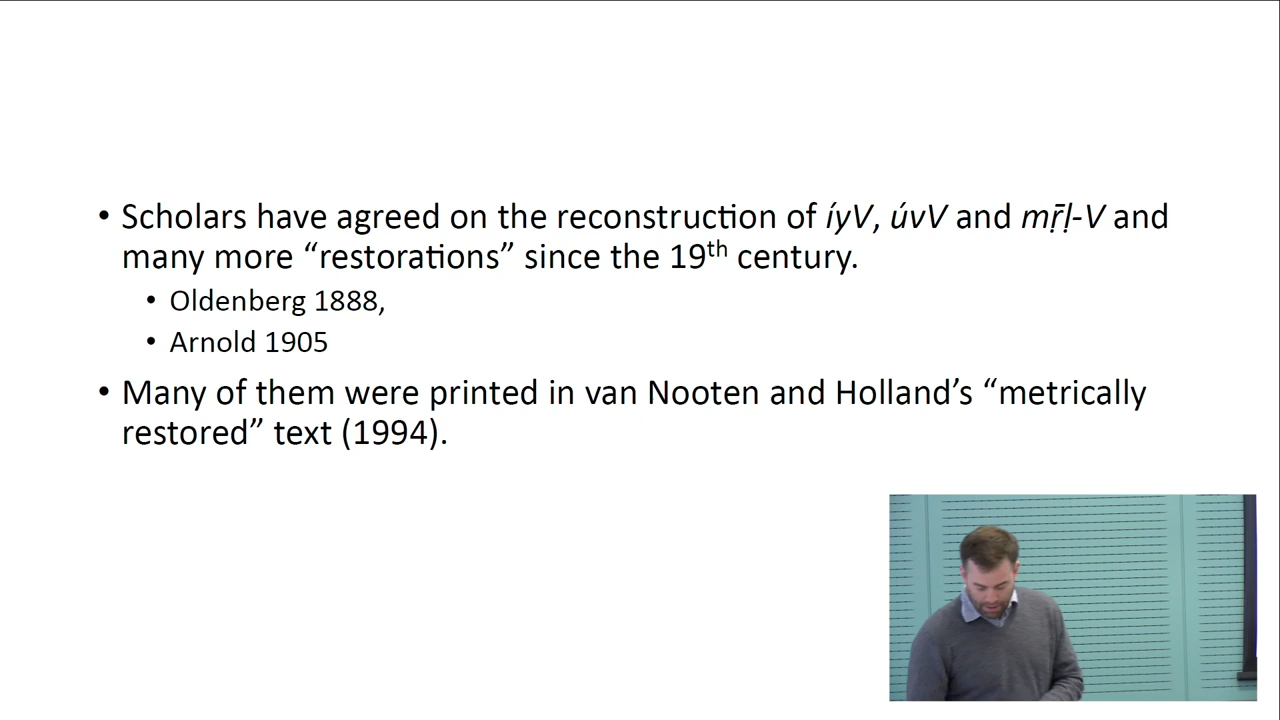 • Scholars have agreed on the reconstruction of íyV, úvV and mr̥̄ḷ-V and
many more “restorations” since the 19th century.
• Oldenberg 1888,
• Arnold 1905
• Many of them were printed in van Nooten and Holland’s “metrically
restored” text (1994).